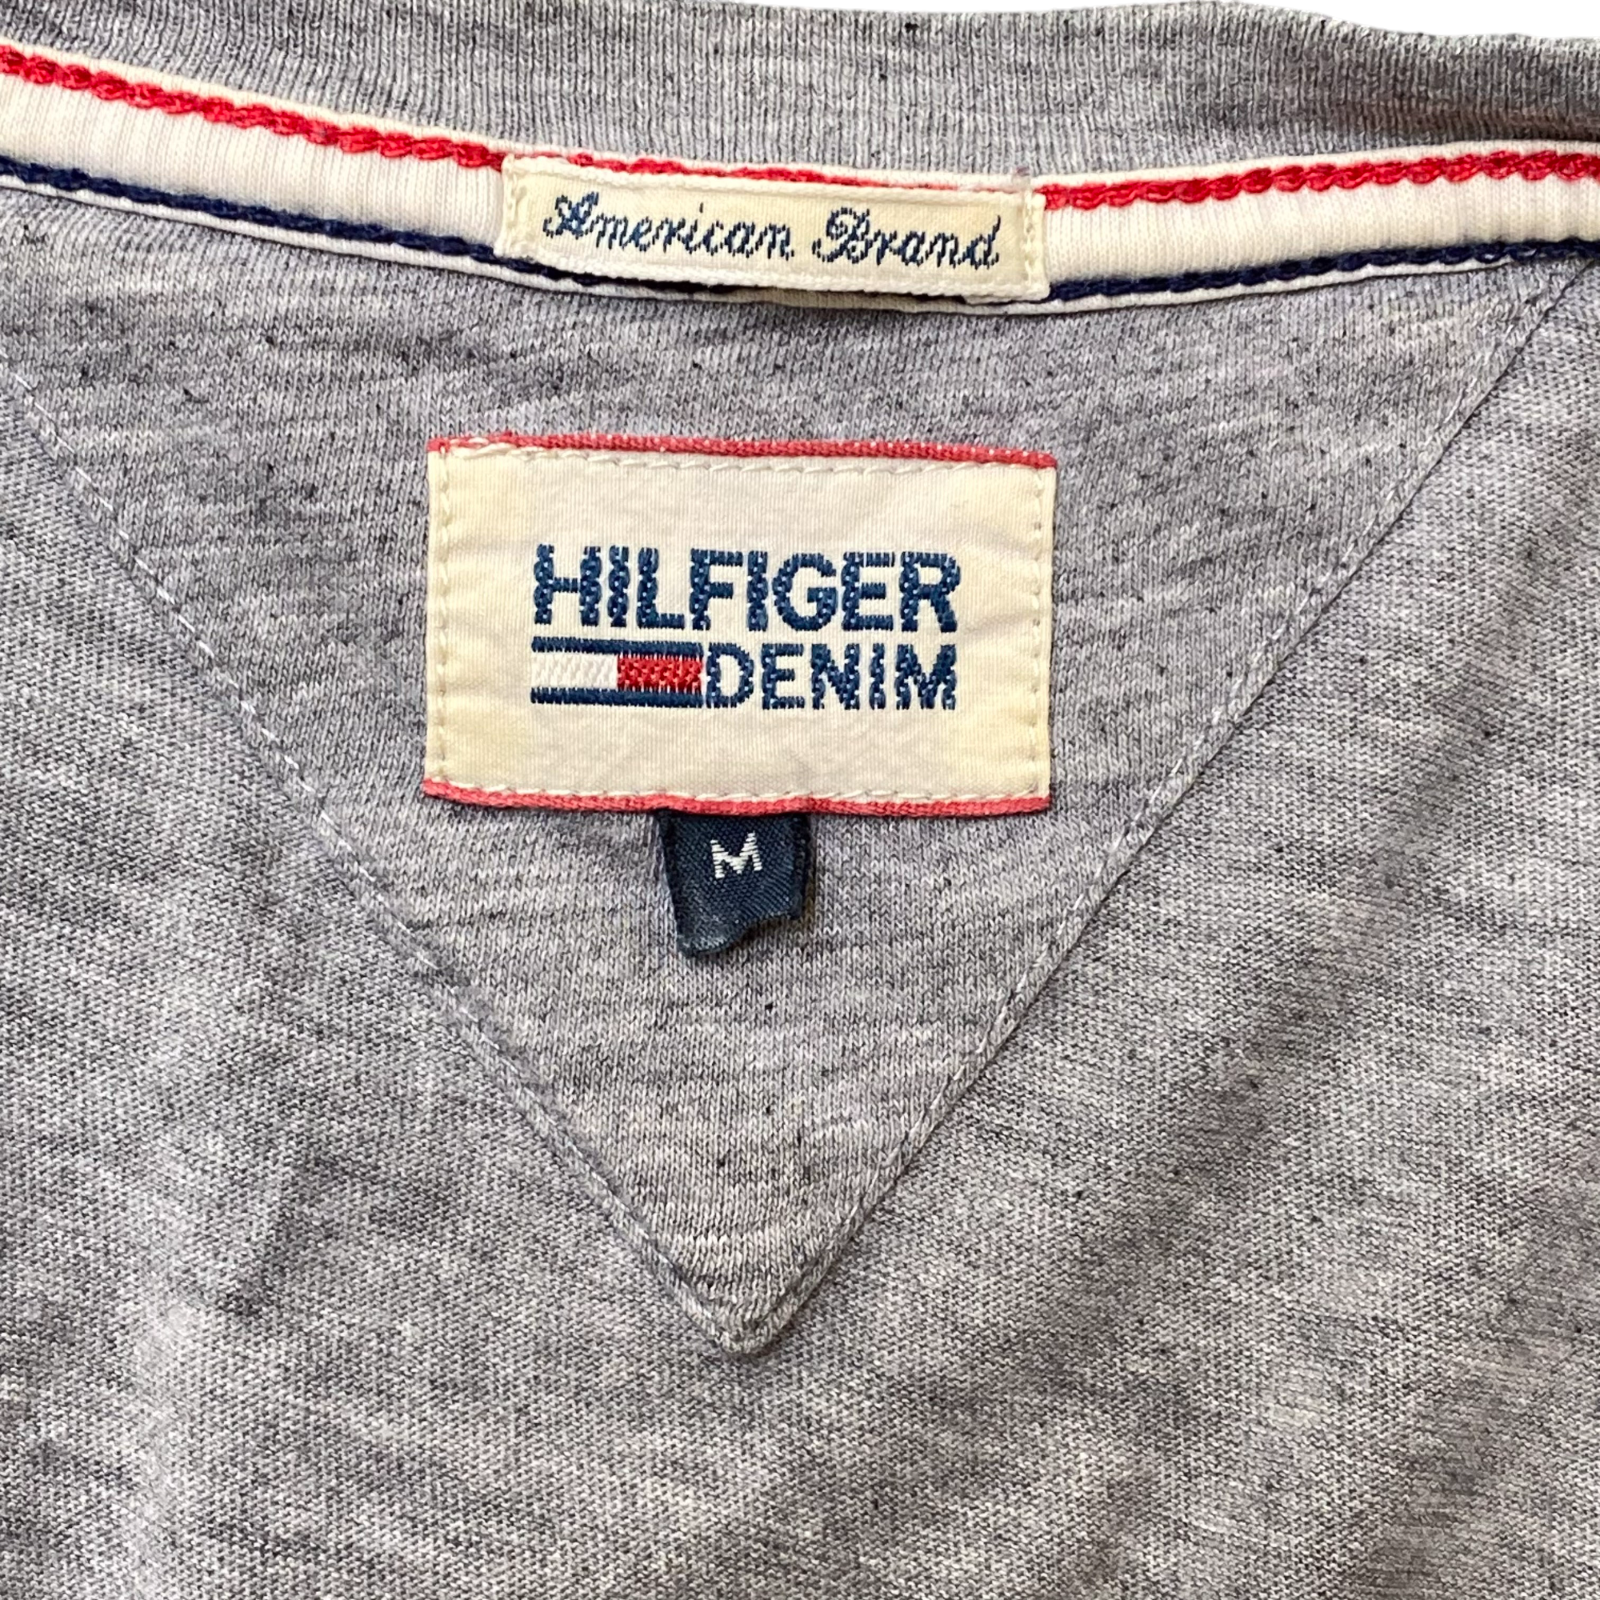 American Brand
HILFIGER
DENIM
M